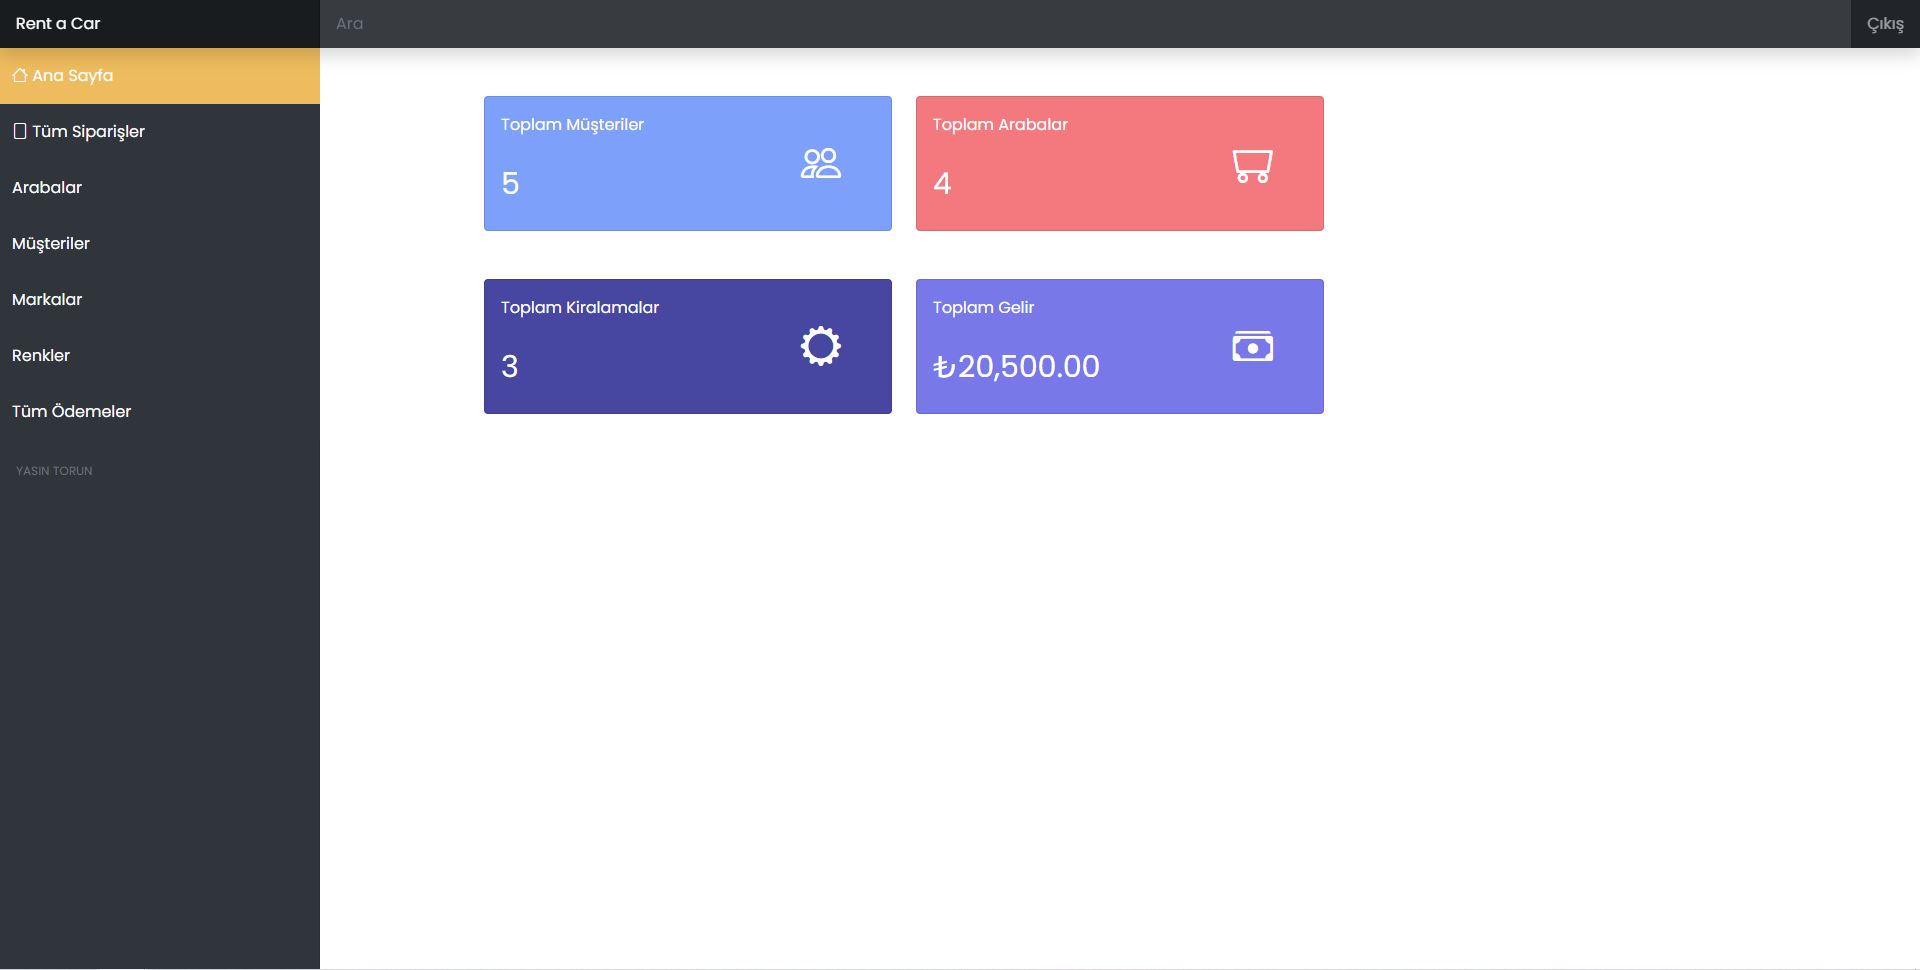 Rent a Car
Ara
Çıkış
Ana Sayfa
Tüm Siparişler
Arabalar
Müşteriler
Markalar
Renkler
Tüm Ödemeler
YASIN TORUN
Toplam Müşteriler
5
Toplam Arabalar
4
Toplam Kiralamalar
3
Toplam Gelir
₺20,500.00